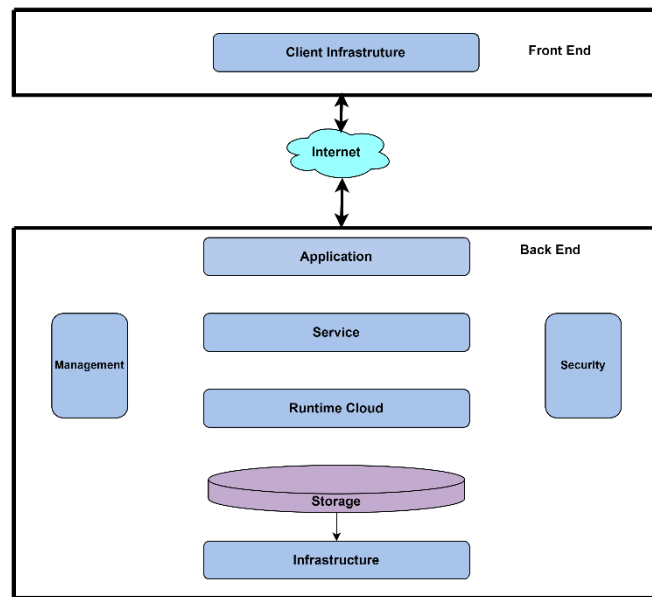 Client Infrastruture
Front End
Internet
Application
Back End
Management
Service
Security
Runtime Cloud
Storage
Infrastructure